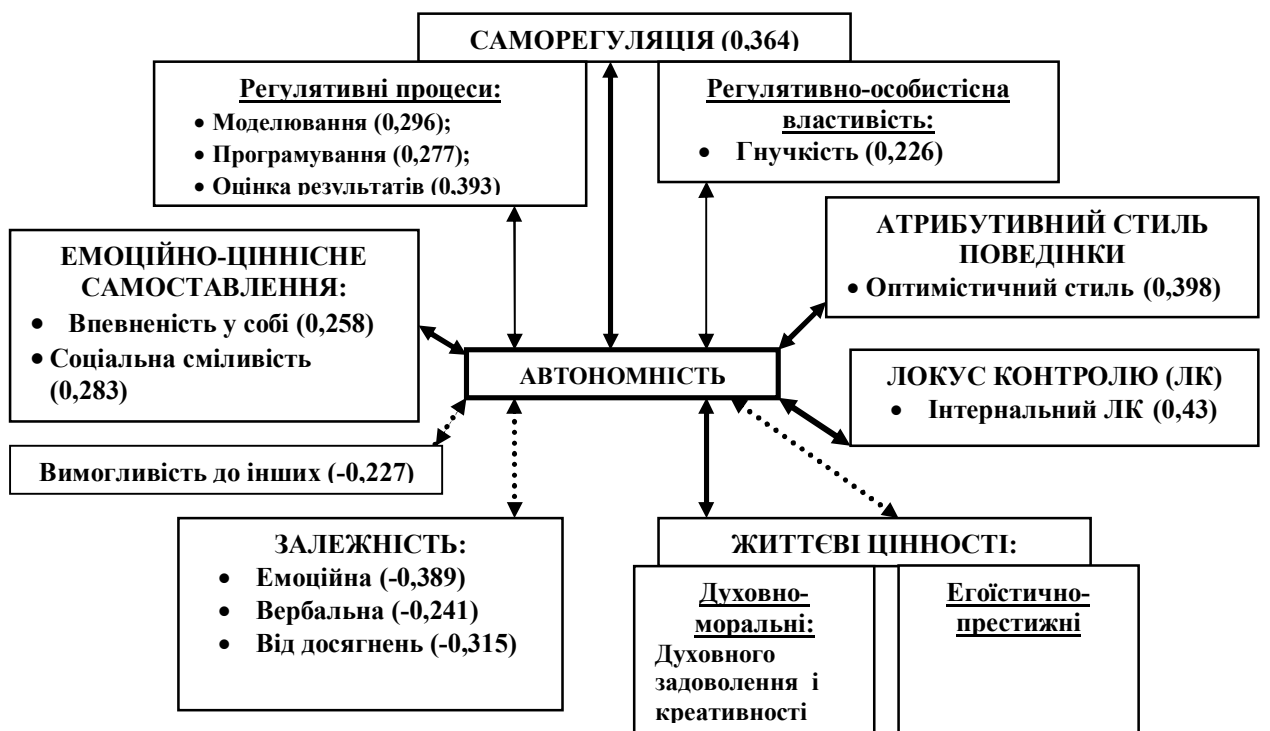 САМОРЕГУЛЯЦІЯ (0,364)
Регулятивні процеси:
• Моделювання (0,296);
• Програмування (0,277);
• Оцінка результатів (0,393)
Регулятивно-особистісна
властивість:
• Гнучкість (0,226)
ЕМОЦІЙНО-ЦІННІСНЕ
САМОСТАВЛЕННЯ:
• Впевненість у собі (0,258)
• Соціальна сміливість
(0,283)
АТРИБУТИВНИЙ СТИЛЬ
ПОВЕДІНКИ
• Оптимістичний стиль (0,398)
АВТОНОМНІСТЬ
ЛОКУС КОНТРОЛЮ (ЛК)
• Інтернальний ЛК (0,43)
Вимогливість до інших (-0,227)
ЗАЛЕЖНІСТЬ:
• Емоційна (-0,389)
• Вербальна (-0,241)
• Від досягнень (-0,315)
ЖИТТЄВІ ЦІННОСТІ:
Духовно-
моральні:
Духовного
задоволення і
креативності
Егоїстично-
престижні